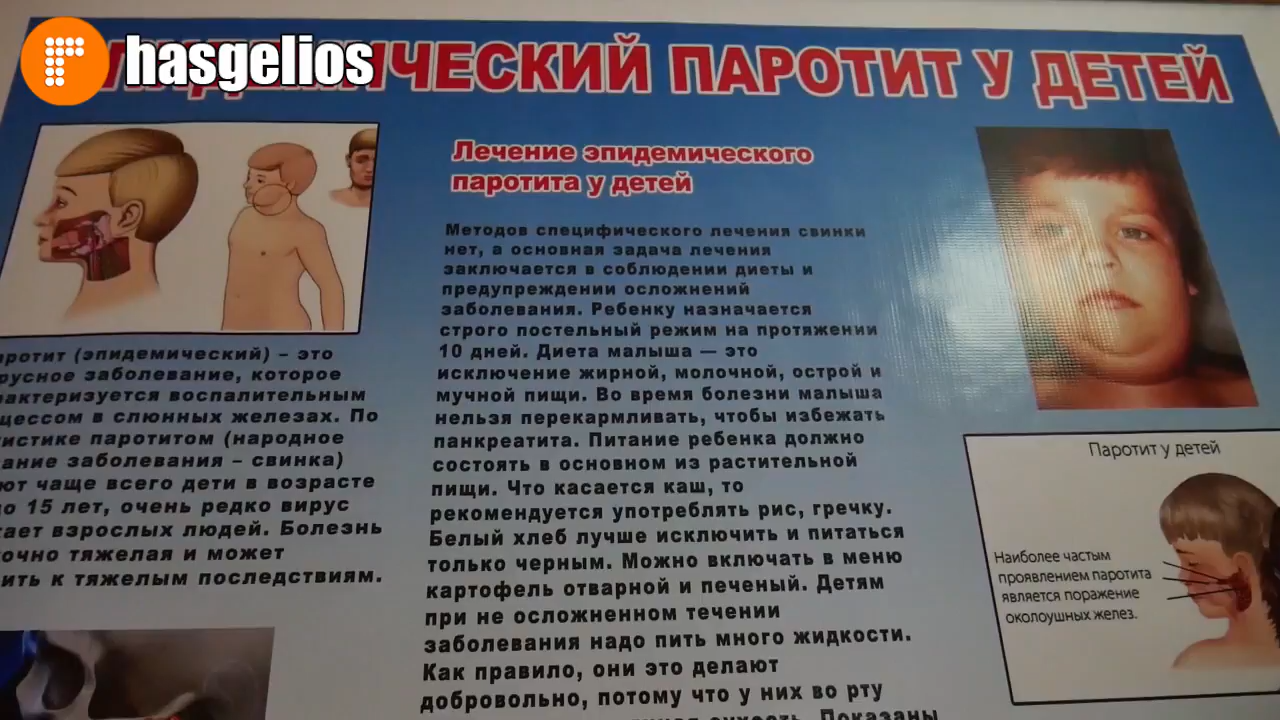 hasgelios
ЧЕСКИЙ ПАРОТИТ У ДЕТЕЙ
Лечение эпидемического
паротита у детей
Методов специфического лечения свинки
нет, а основная задача лечения
заключается в соблюдении диеты и
предупреждении осложнений
заболевания. Ребенку назначается
строго постельный режим на протяжении
10 дней. Диета малыша — это
исключение жирной, молочной, острой и
мучной пищи. Во время болезни малыша
нельзя перекармливать, чтобы избежать
панкреатита. Питание ребенка должно
состоять в основном из растительной
пищи. Что касается каш, то
рекомендуется употреблять рис, гречку.
Белый хлеб лучше исключить и питаться
только черным. Можно включать в меню
картофель отварной и печеный. Детям
при не осложненном течении
заболевания надо пить много жидкости.
Как правило, они это делают
добровольно, потому что у них во рту
сухость. Показаны
аротит (эпидемический) – это
русное заболевание, которое
рактеризуется воспалительным
цессом в слюнных железах. По
истике паротитом (народное
ание заболевания – свинка)
ют чаще всего дети в возрасте
до 15 лет, очень редко вирус
гает взрослых людей. Болезнь
очно тяжелая и может
ить к тяжелым последствиям.
Паротит у детей
Наиболее частым
проявлением паротита
является поражение
околоушных желез.